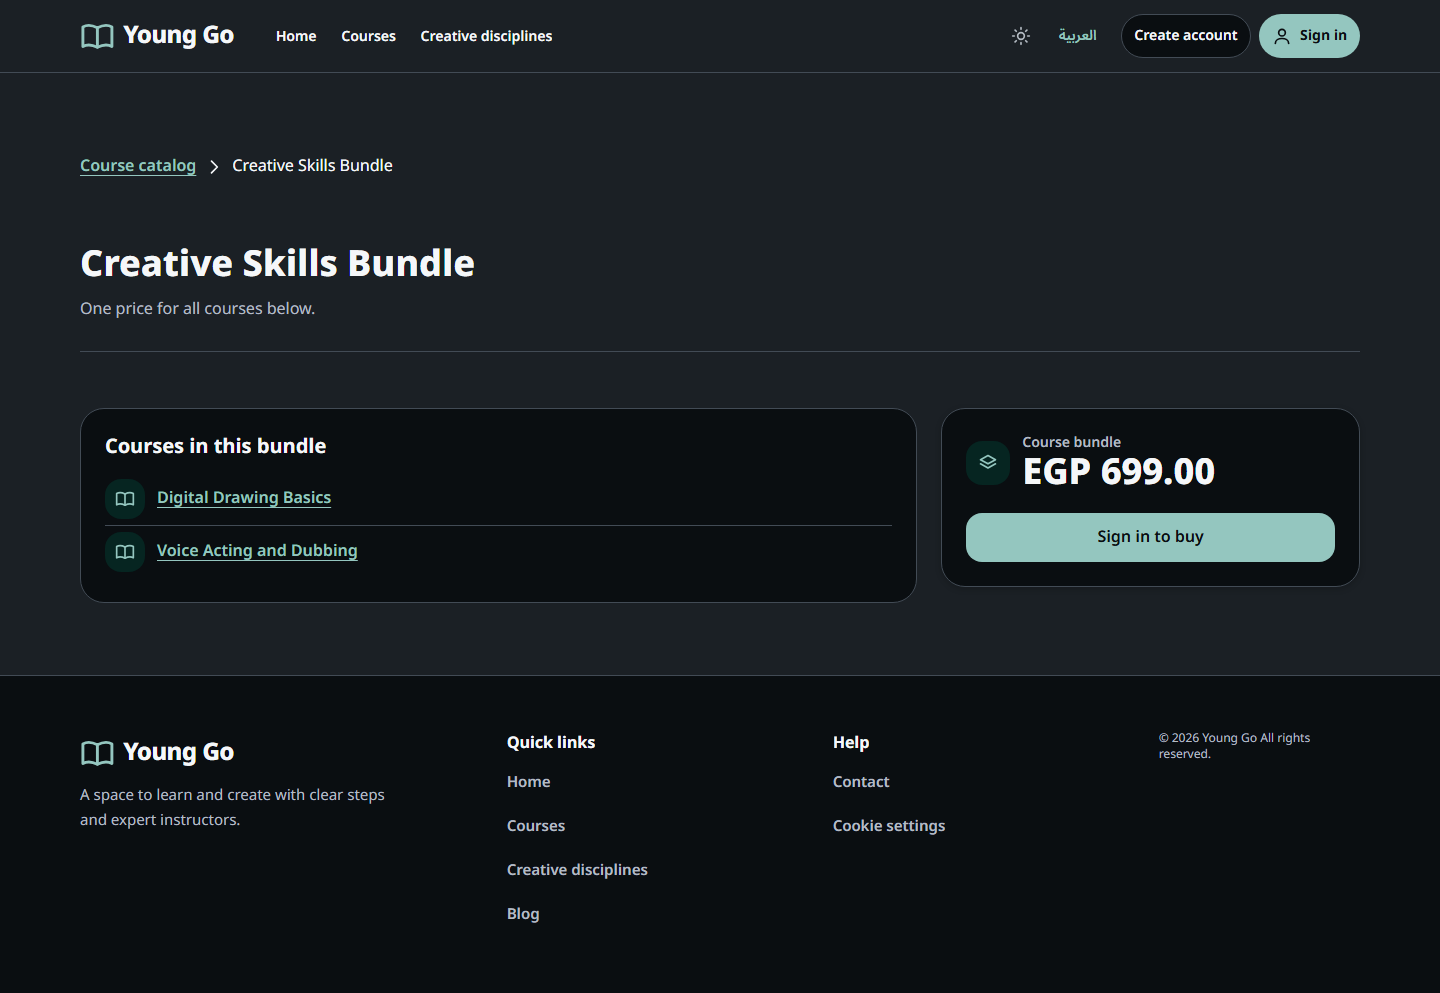 Young Go
Home
Courses
Creative disciplines
العربية
Create account
Sign in
Course catalog
Creative Skills Bundle
Creative Skills Bundle
One price for all courses below.
Courses in this bundle
Digital Drawing Basics
Voice Acting and Dubbing
Course bundle
EGP 699.00
Sign in to buy
Young Go
A space to learn and create with clear steps
and expert instructors.
Quick links
Home
Courses
Creative disciplines
Blog
Help
Contact
Cookie settings
© 2026 Young Go All rights
reserved.